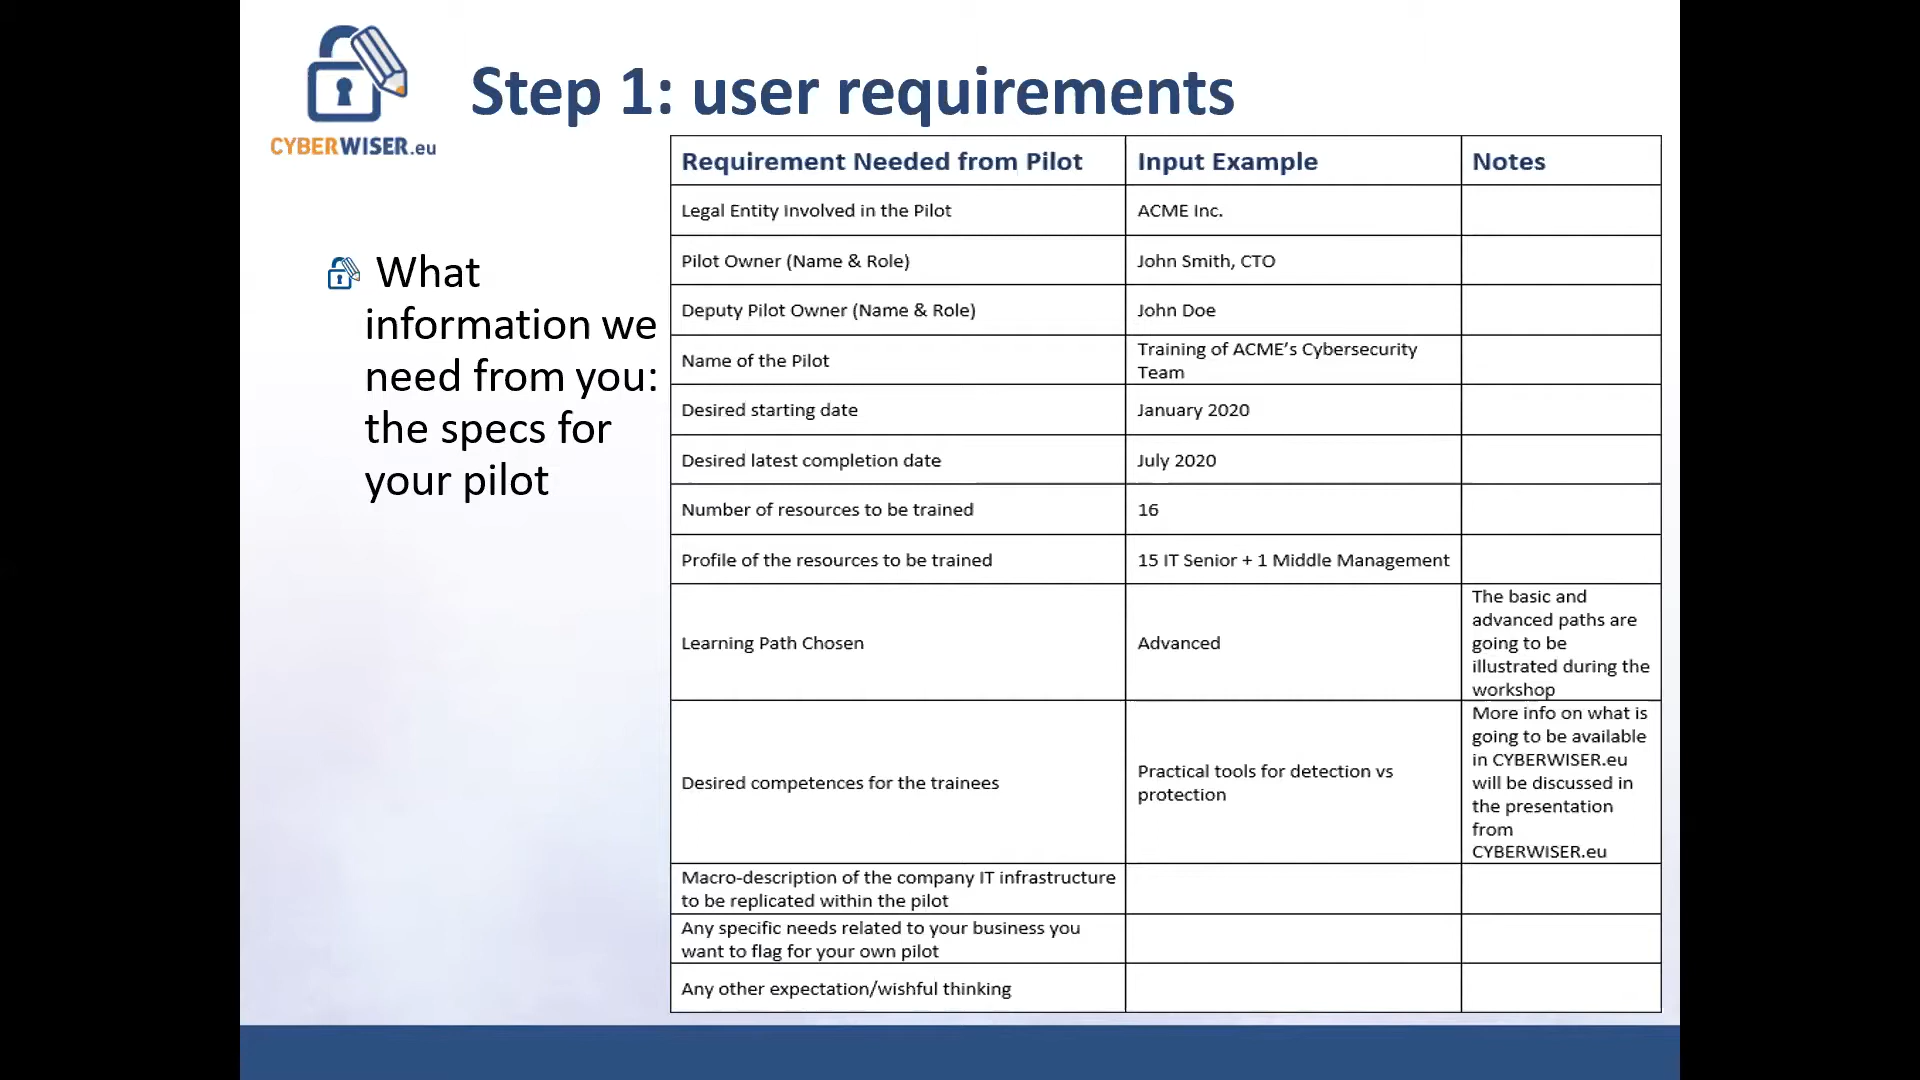 CYBERWISER.eu
Step 1: user requirements
What
information we
need from you:
the specs for
your pilot
Requirement Needed from Pilot
Input Example
Notes
Legal Entity Involved in the Pilot
ACME Inc.
Pilot Owner (Name & Role)
John Smith, CTO
Deputy Pilot Owner (Name & Role)
John Doe
Name of the Pilot
Training of ACME's Cybersecurity
Team
Desired starting date
January 2020
Desired latest completion date
July 2020
Number of resources to be trained
16
Profile of the resources to be trained
15 IT Senior + 1 Middle Management
Learning Path Chosen
Advanced
The basic and
advanced paths are
going to be
illustrated during the
workshop
Desired competences for the trainees
Practical tools for detection vs
protection
More info on what is
going to be available
in CYBERWISER.eu
will be discussed in
the presentation
from
CYBERWISER.eu
Macro-description of the company IT infrastructure
to be replicated within the pilot
Any specific needs related to your business you
want to flag for your own pilot
Any other expectation/wishful thinking